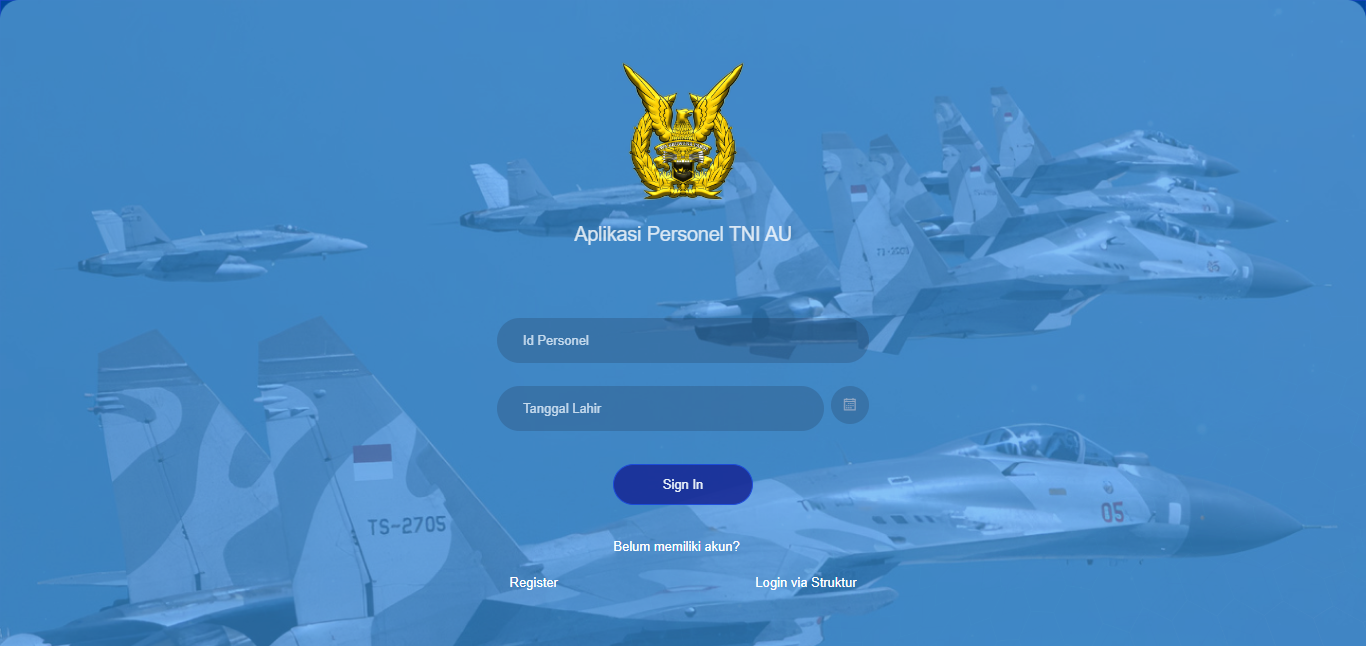 Aplikasi Personel TNI AU
TS-2705
05
Id Personel
Tanggal Lahir
Sign In
05
TS-2705
Belum memiliki akun?
Register
Login via Struktur